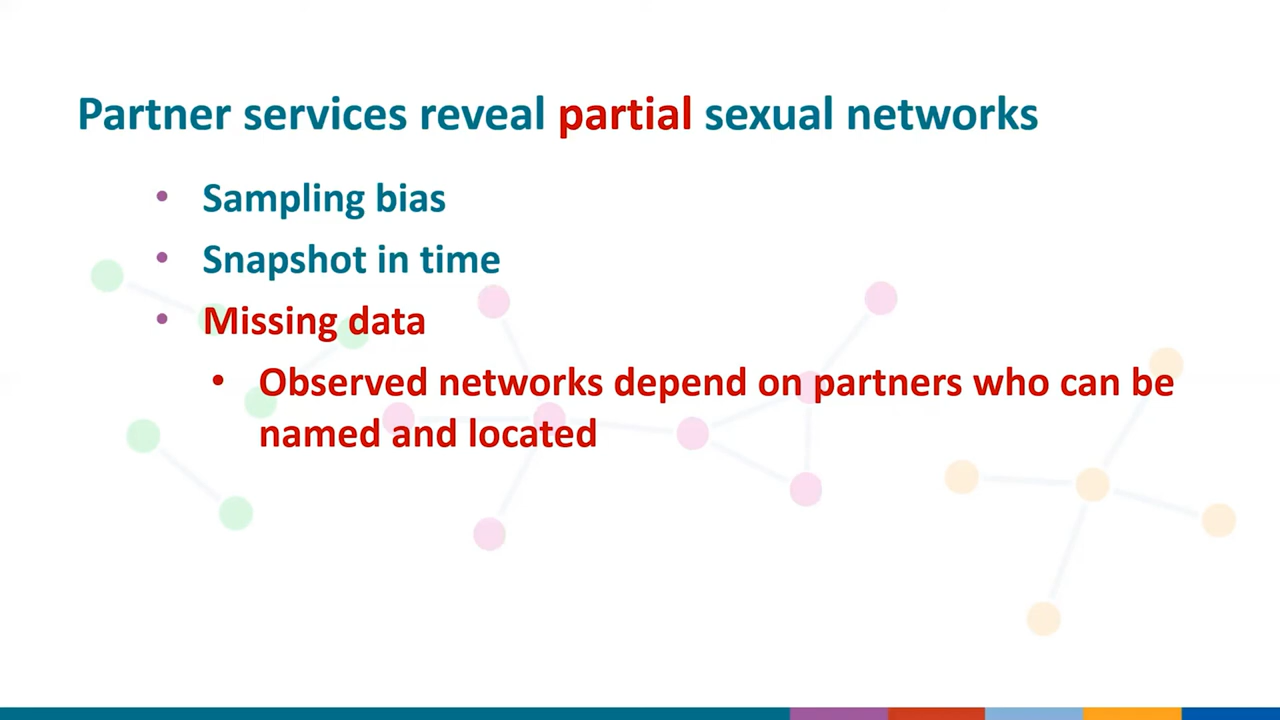 Partner services reveal partial sexual networks
• Sampling bias
• Snapshot in time
• Missing data
• Observed networks depend on partners who can be
named and located